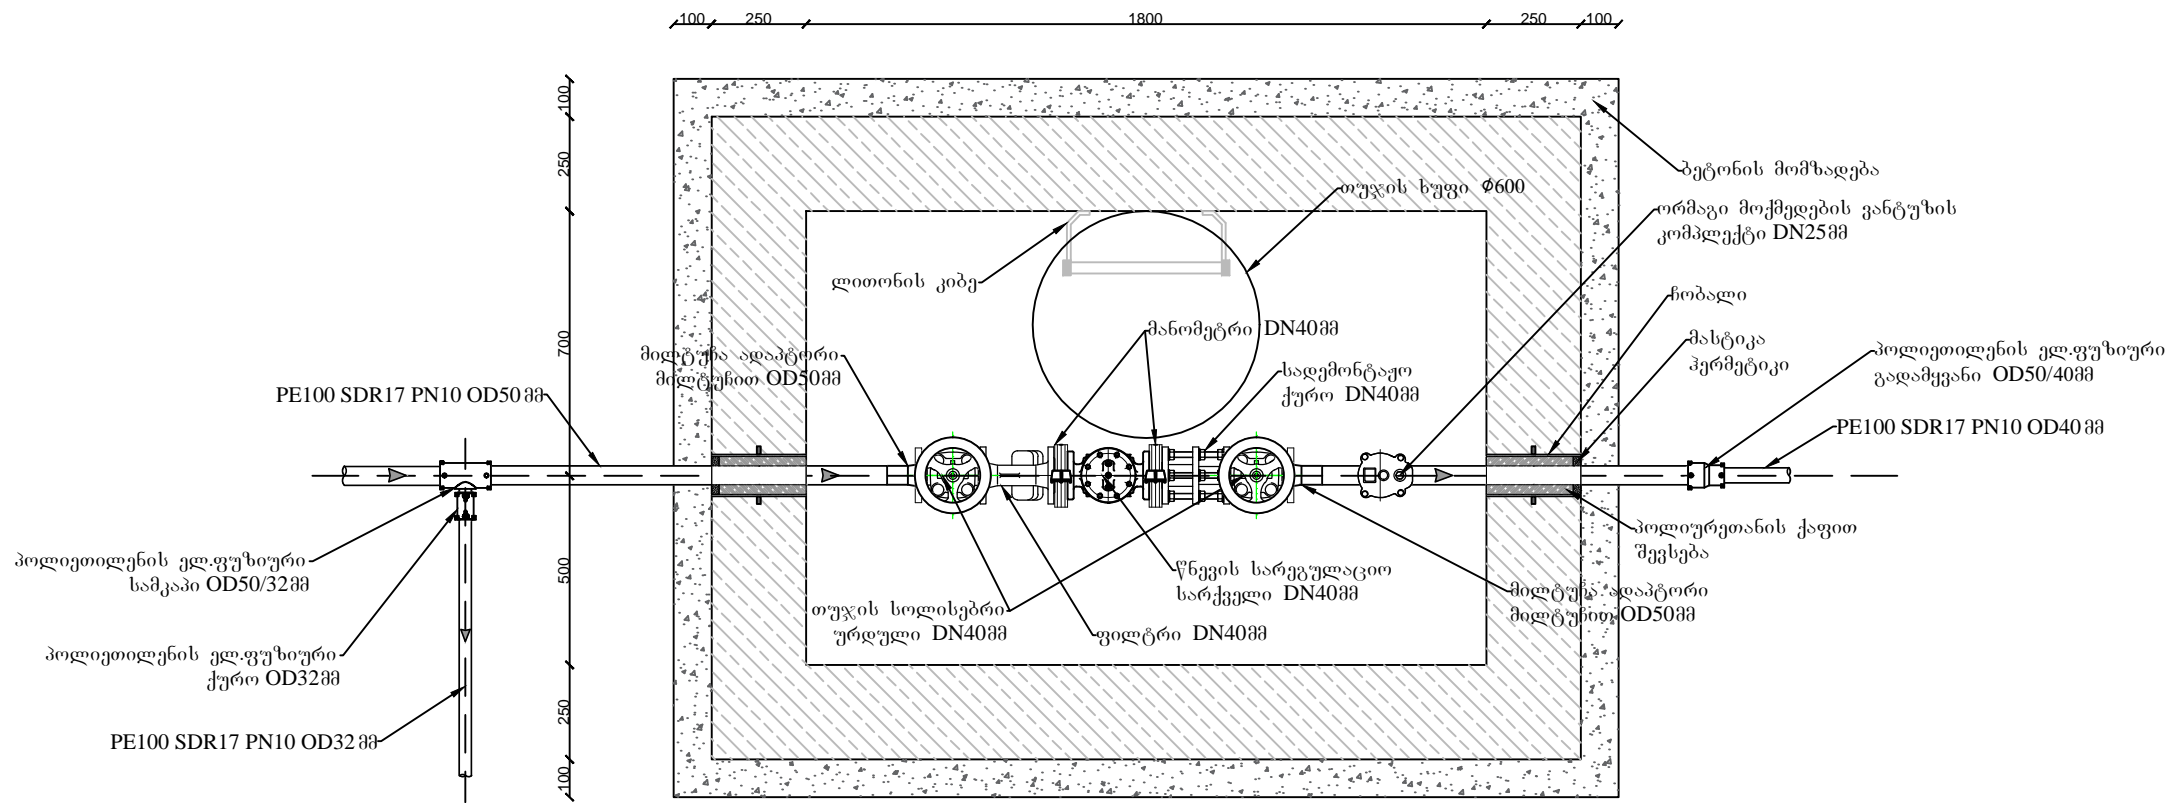 100 250 1800 250 100
100
250
700
500
250
100
ბეტონის მომზადება
თუჯის ხუფი Φ600
ორმაგი მოქმედების ვანტუზის
კომპლექტი DN25მმ
ლითონის კიბე
ჩობალი
მანომეტრი DN40მმ
მასტიკა
ჰერმეტიკი
მილტუჩა ადაპტორი
მილტუჩით OD50მმ
სადემონტაჟო
ქურო DN40მმ
პოლიეთილენის ელ.ფუზიური
გადამყვანი OD50/40მმ
PE100 SDR17 PN10 OD50მმ
PE100 SDR17 PN10 OD40მმ
პოლიურეთანის ქაფით
შევსება
პოლიეთილენის ელ.ფუზიური
სამკაპი OD50/32მმ
წნევის სარეგულაციო
სარქველი DN40მმ
მილტუჩა ადაპტორი
მილტუჩით OD50მმ
თუჯის სოლისებრი
ურდული DN40მმ
ფილტრი DN40მმ
პოლიეთილენის ელ.ფუზიური
ქურო OD32მმ
PE100 SDR17 PN10 OD32მმ